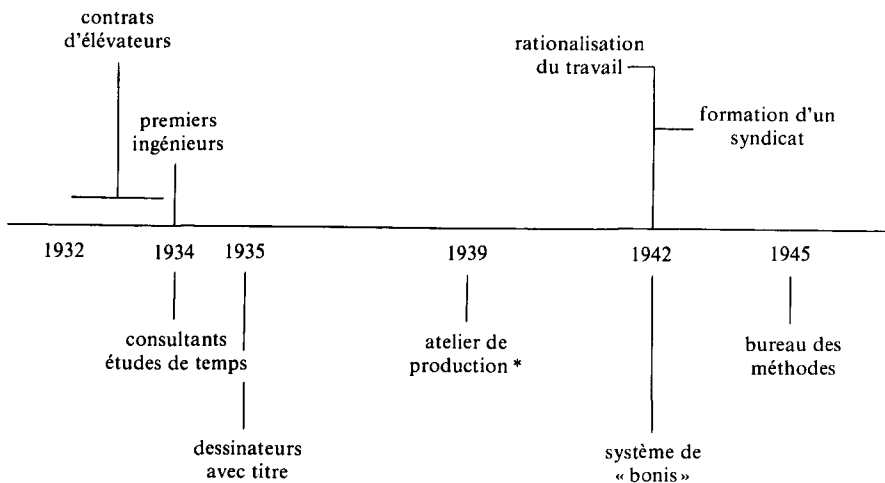 contrats
d'élévateurs
rationalisation
du travail
premiers
ingénieurs
formation d'un
syndicat
1932 1934 1935 1939 1942 1945
consultants
études de temps
atelier de
production *
bureau des
méthodes
dessinateurs
avec titre
système de
« bonis »